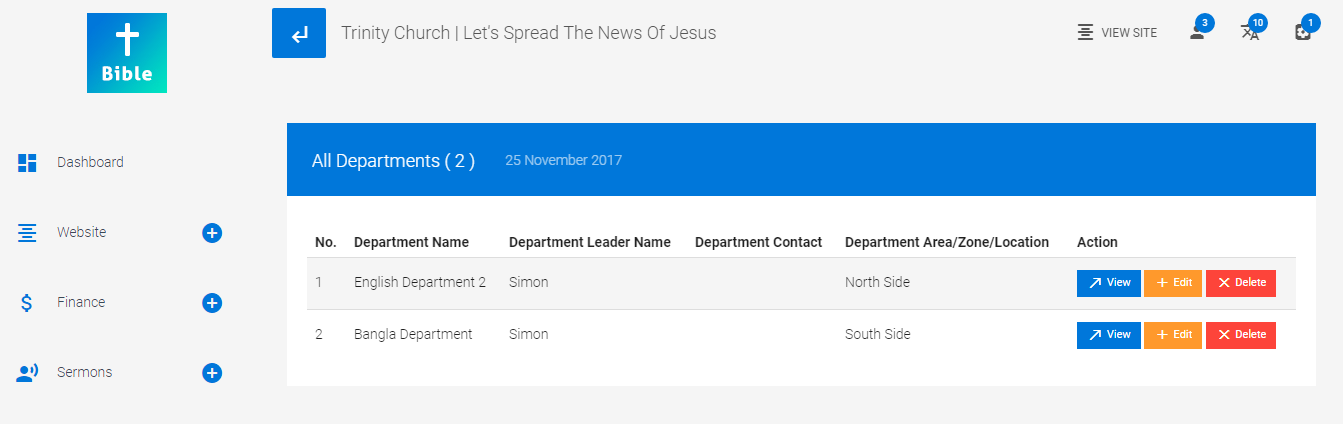 Bible
Trinity Church | Let's Spread The News Of Jesus
VIEW SITE
3
10
1
Dashboard
Website
Finance
Sermons
All Departments ( 2 ) 25 November 2017
No. Department Name Department Leader Name Department Contact Department Area/Zone/Location Action
1 English Department 2 Simon North Side View Edit Delete
2 Bangla Department Simon South Side View Edit Delete